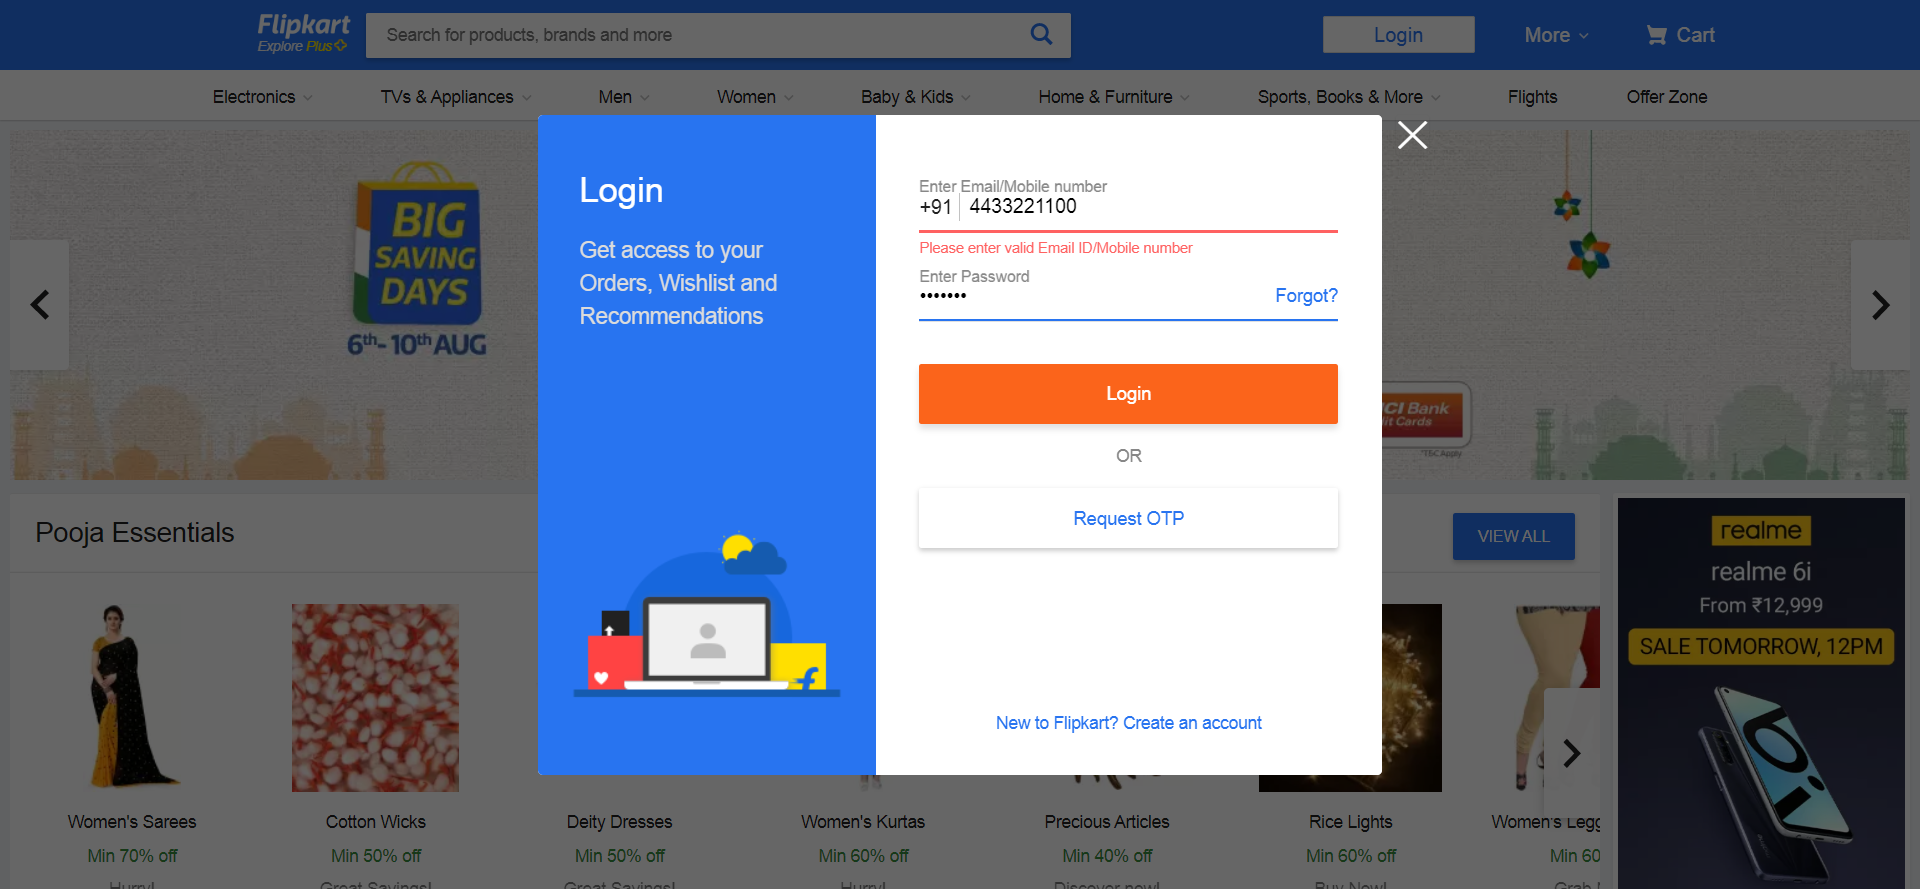 Flipkart
Explore Plus
Search for products, brands and more
Login
More
Cart
Electronics
TVs & Appliances
Men
Women
Baby & Kids
Home & Furniture
Sports, Books & More
Flights
Offer Zone
BIG
SAVING
DAYS
6th-10th AUG
Login
Get access to your
Orders, Wishlist and
Recommendations
Enter Email/Mobile number
+91 4433221100
Please enter valid Email ID/Mobile number
Enter Password
Forgot?
Login
OR
Request OTP
New to Flipkart? Create an account
ICI Bank
it Cards
*T&C Apply
Pooja Essentials
VIEW ALL
Women's Sarees
Min 70% off
Hurry!
Cotton Wicks
Min 50% off
Great Savings!
Deity Dresses
Min 50% off
Great Savings!
Women's Kurtas
Min 60% off
Hurry!
Precious Articles
Min 40% off
Discover now!
Rice Lights
Min 60% off
Buy Now!
Women's Legg
Min 60
Grab
realme
realme 6i
From ₹12,999
SALE TOMORROW, 12PM
6i